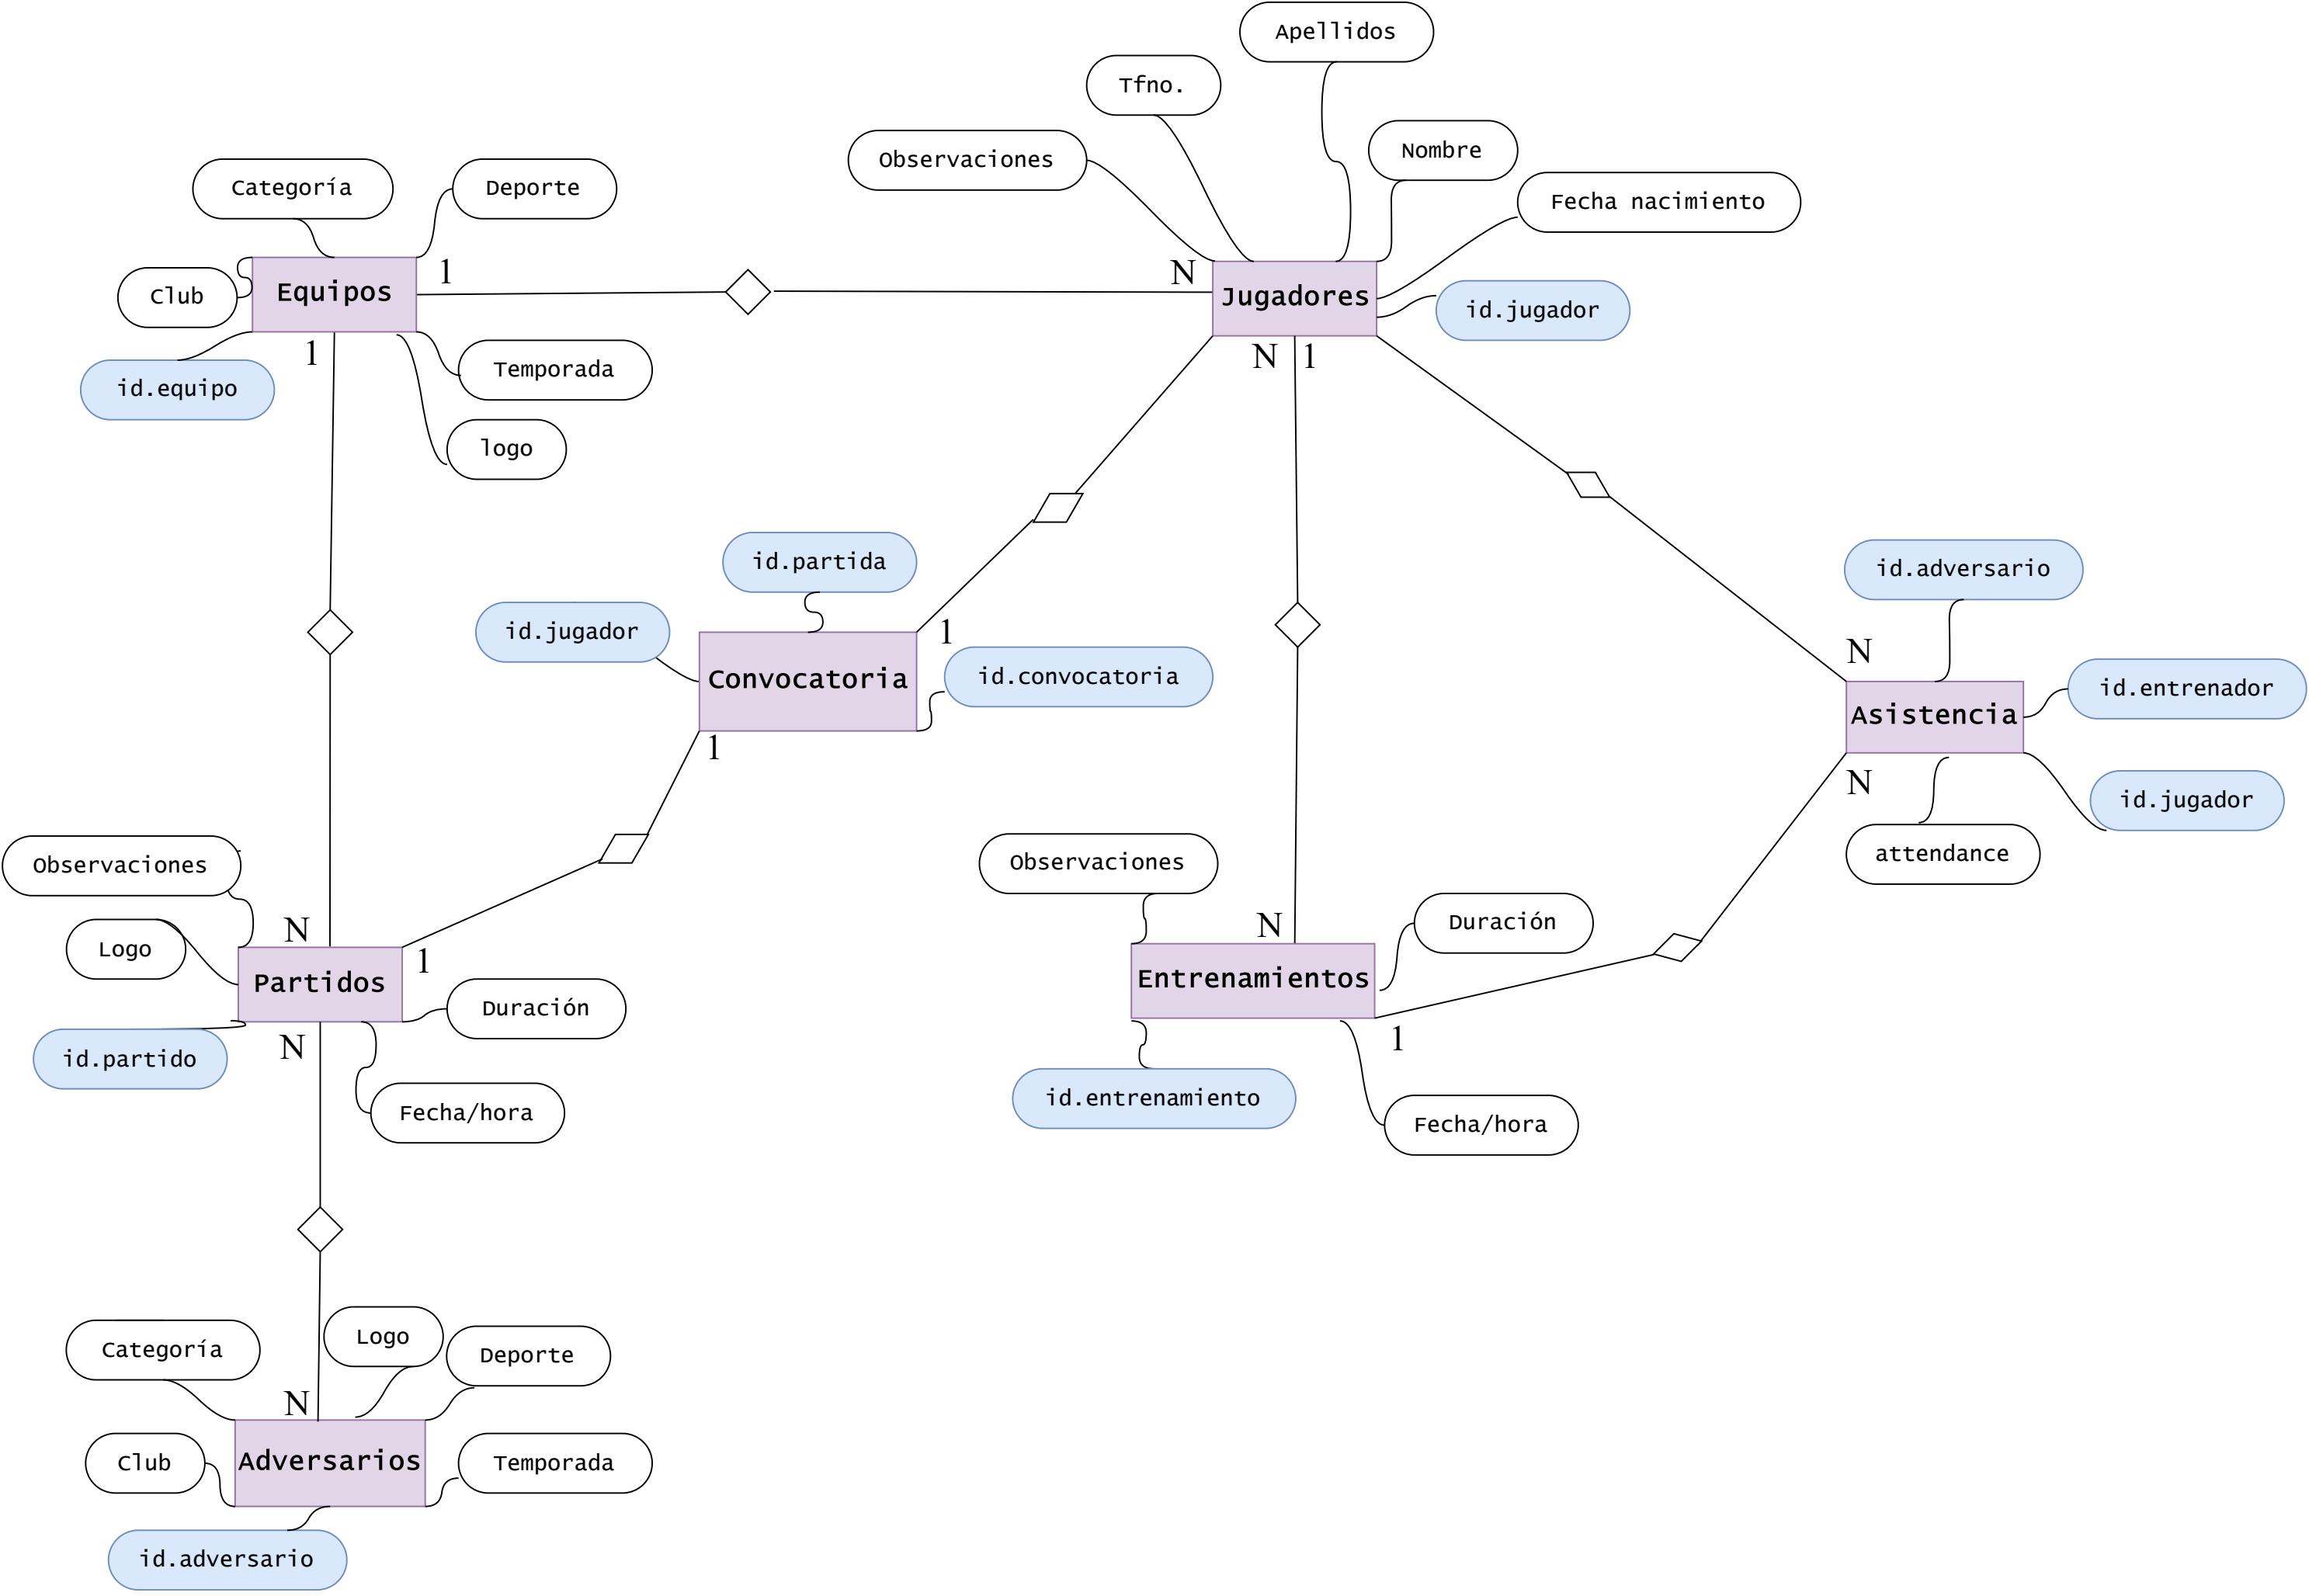 Apellidos
Tfno.
Nombre
Observaciones
Categoría
Deporte
Fecha nacimiento
1
N
Club
Equipos
Jugadores
id.jugador
1
N
1
id.equipo
Temporada
logo
id.partida
id.adversario
id.jugador
1
N
Convocatoria
id.convocatoria
id.entrenador
Asistencia
1
N
id.jugador
Observaciones
Observaciones
attendance
N
N
Duración
Logo
1
Partidos
Entrenamientos
Duración
N
1
id.partido
id.entrenamiento
Fecha/hora
Fecha/hora
Categoría
Logo
Deporte
N
Club
Adversarios
Temporada
id.adversario